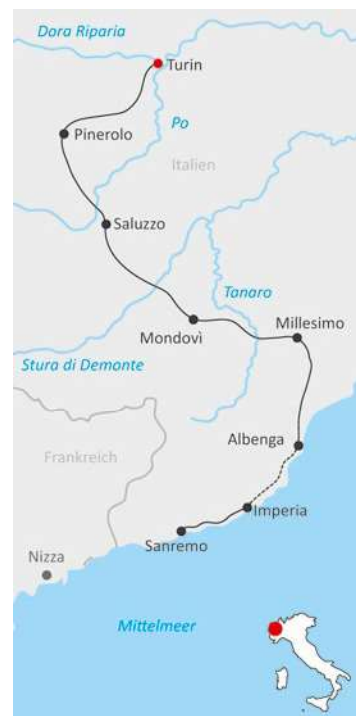 Dora Riparia
Turin
Po
Pinerolo
Italien
Saluzzo
Tanaro
Mondovì
Millesimo
Stura di Demonte
Albenga
Frankreich
Imperia
Sanremo
Nizza
Mittelmeer